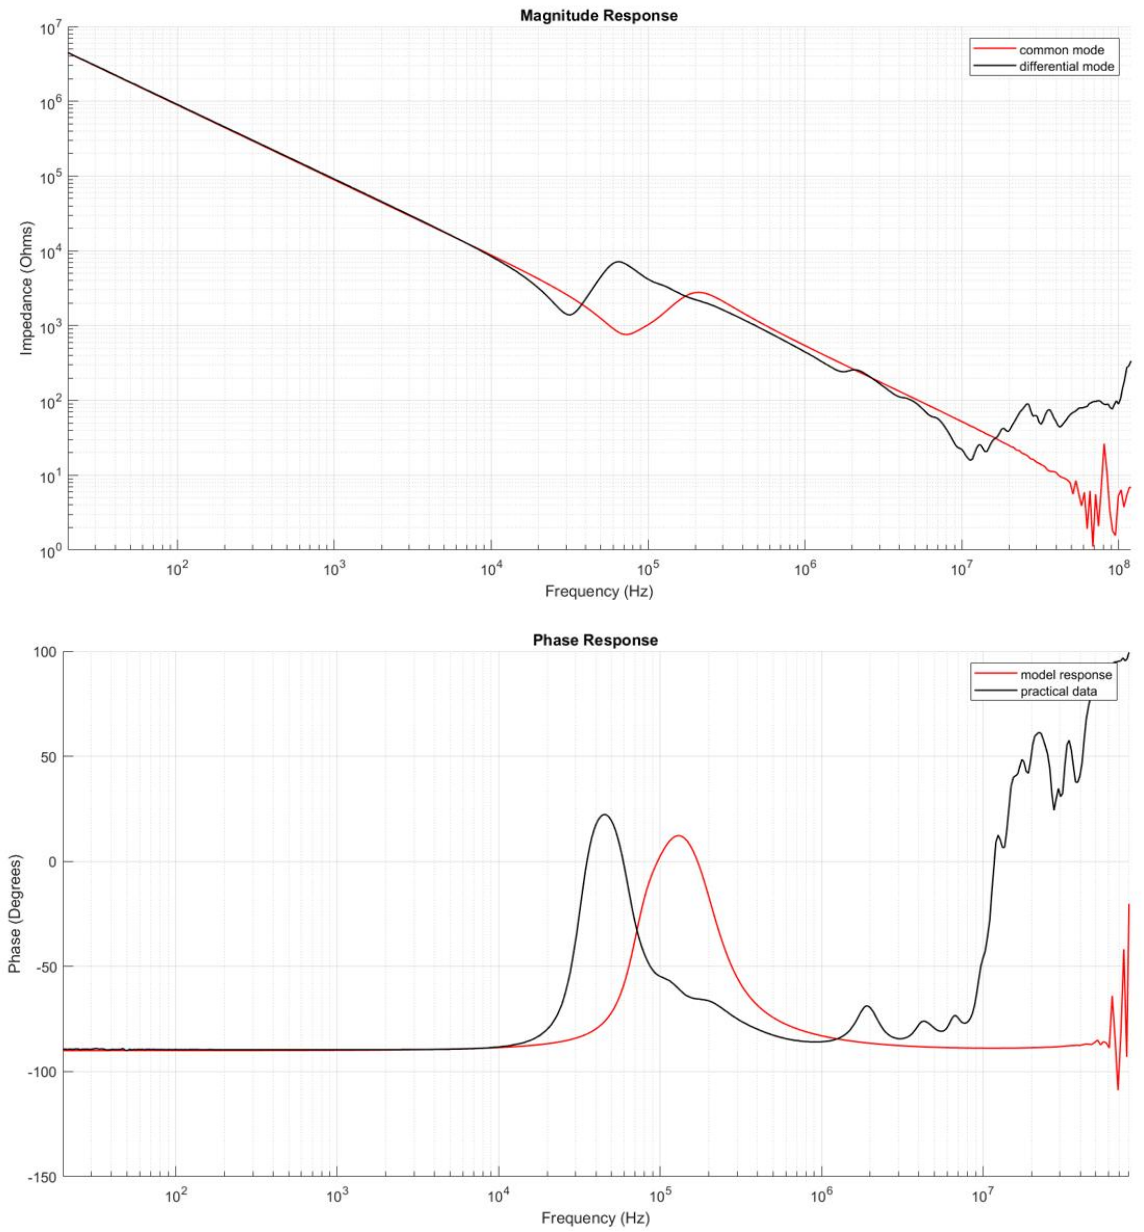 Magnitude Response
common mode
differential mode
10^7
10^6
10^5
10^4
10^3
10^2
10^1
10^0
Impedance (Ohms)
10^2 10^3 10^4 10^5 10^6 10^7 10^8
Frequency (Hz)
Phase Response
model response
practical data
100
50
0
-50
-100
-150
Phase (Degrees)
10^2 10^3 10^4 10^5 10^6 10^7
Frequency (Hz)